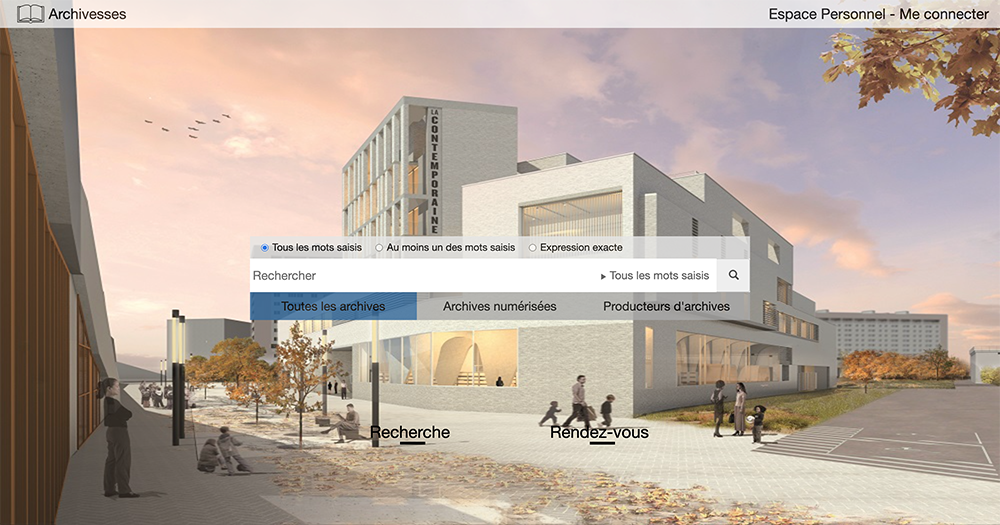 Archivesses
Espace Personnel - Me connecter
LA CONTEMPORAINE
Tous les mots saisis
Au moins un des mots saisis
Expression exacte
Rechercher
Tous les mots saisis
Toutes les archives
Archives numérisées
Producteurs d'archives
Recherche
Rendez-vous